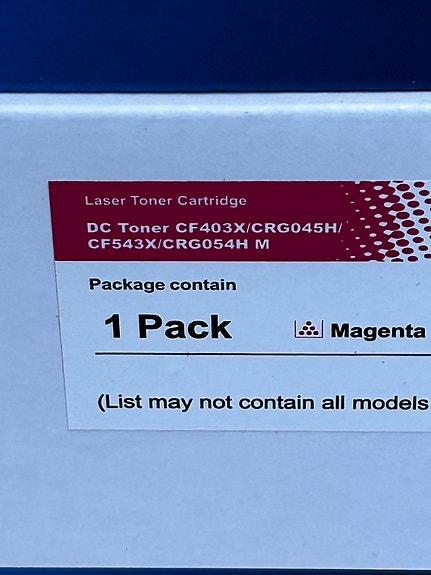 Laser Toner Cartridge
DC Toner CF403X/CRG045H/
CF543X/CRG054H M
Package contain
1 Pack Magenta
(List may not contain all models